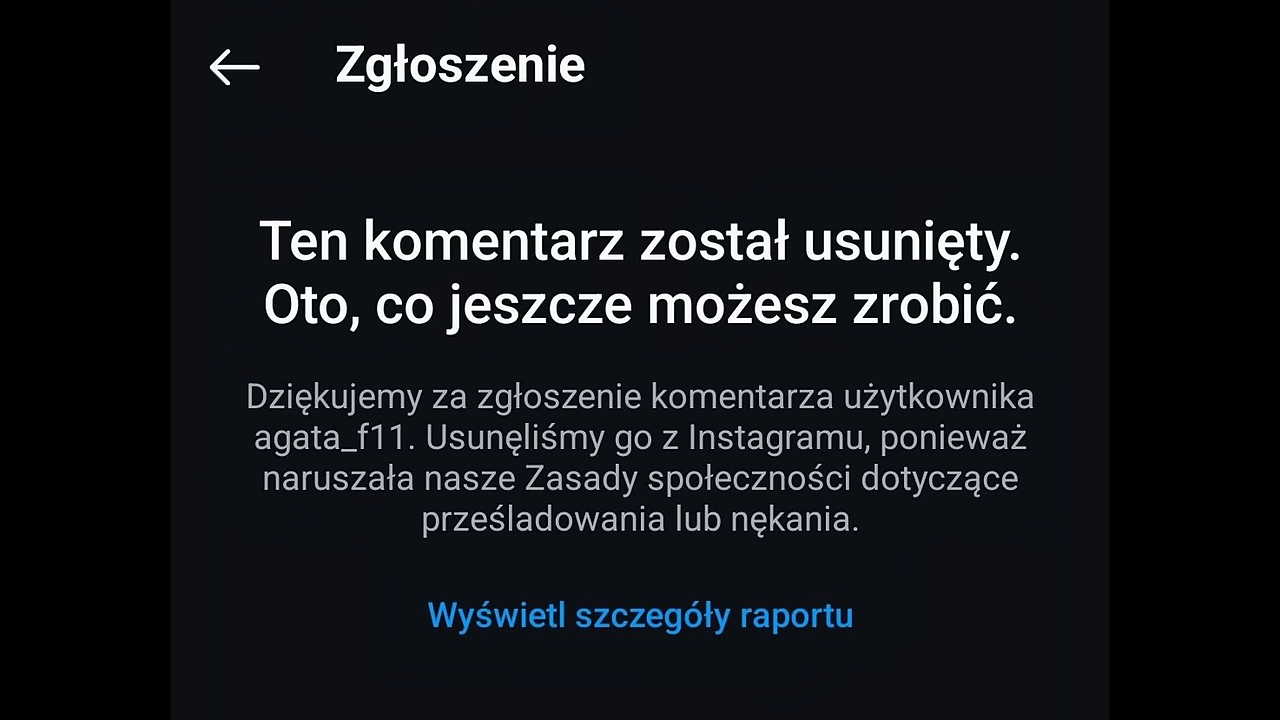 Zgłoszenie
Ten komentarz został usunięty.
Oto, co jeszcze możesz zrobić.
Dziękujemy za zgłoszenie komentarza użytkownika
agata_f11. Usunęliśmy go z Instagramu, ponieważ
naruszała nasze Zasady społeczności dotyczące
prześladowania lub nękania.
Wyświetl szczegóły raportu